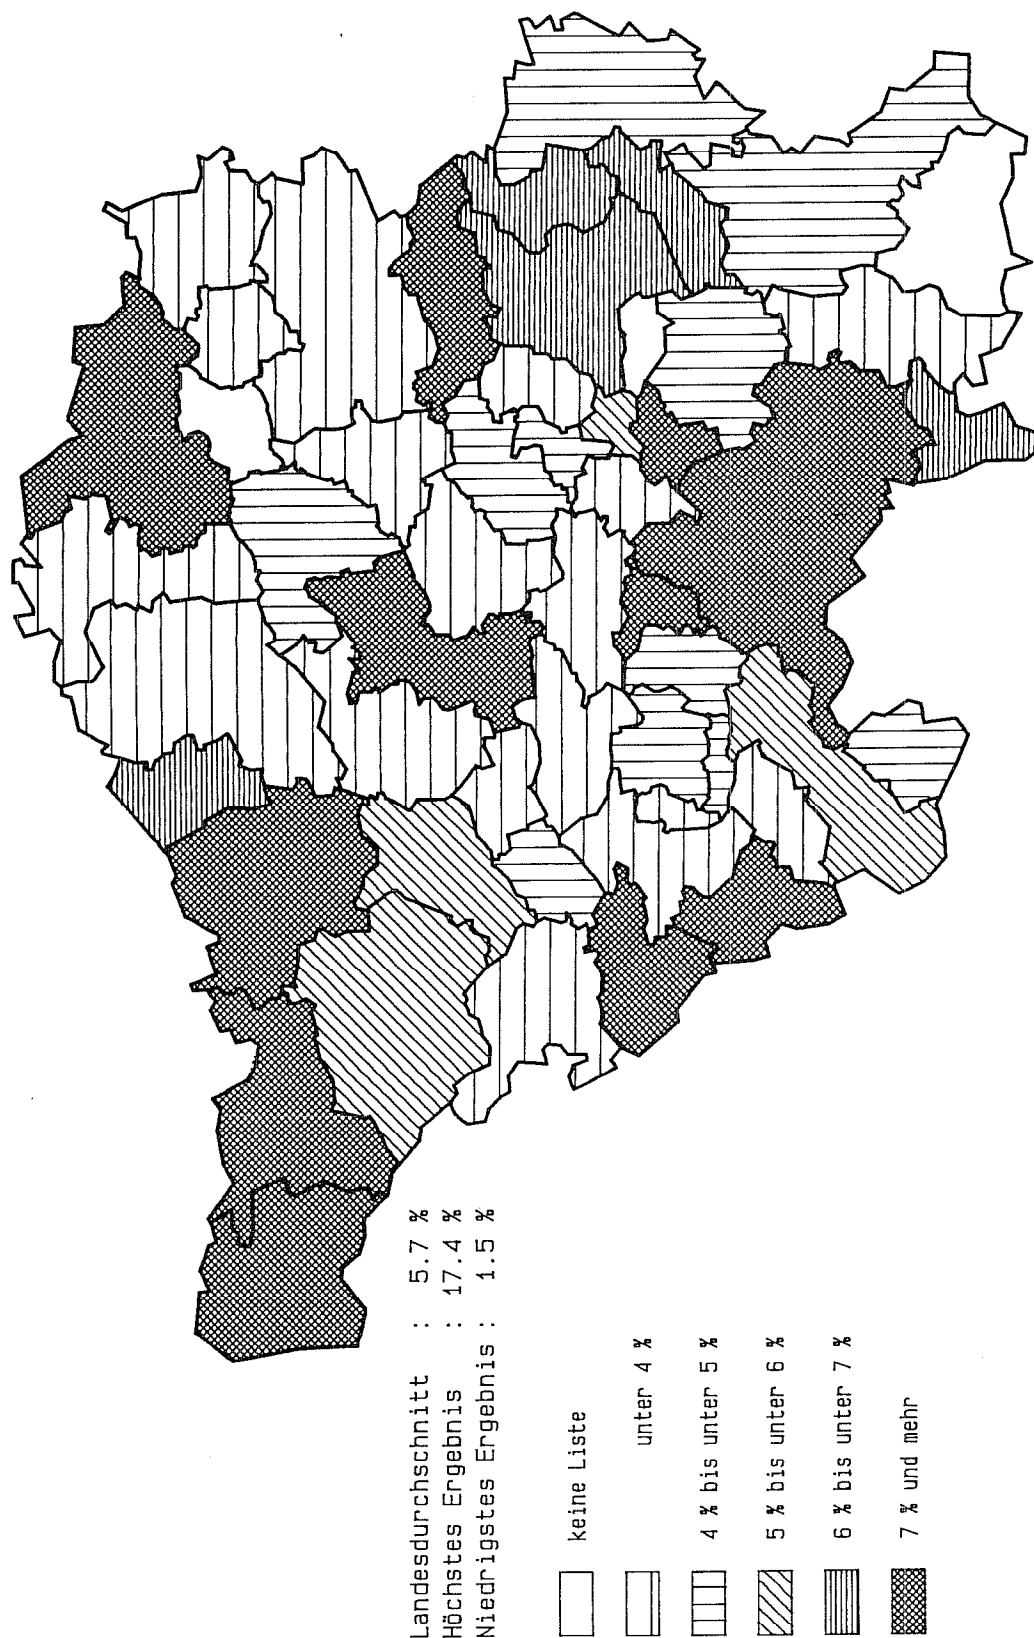 Landesdurchschnitt : 5.7 %
Höchstes Ergebnis : 17.4 %
Niedrigstes Ergebnis : 1.5 %
keine Liste
unter 4 %
4 % bis unter 5 %
5 % bis unter 6 %
6 % bis unter 7 %
7 % und mehr